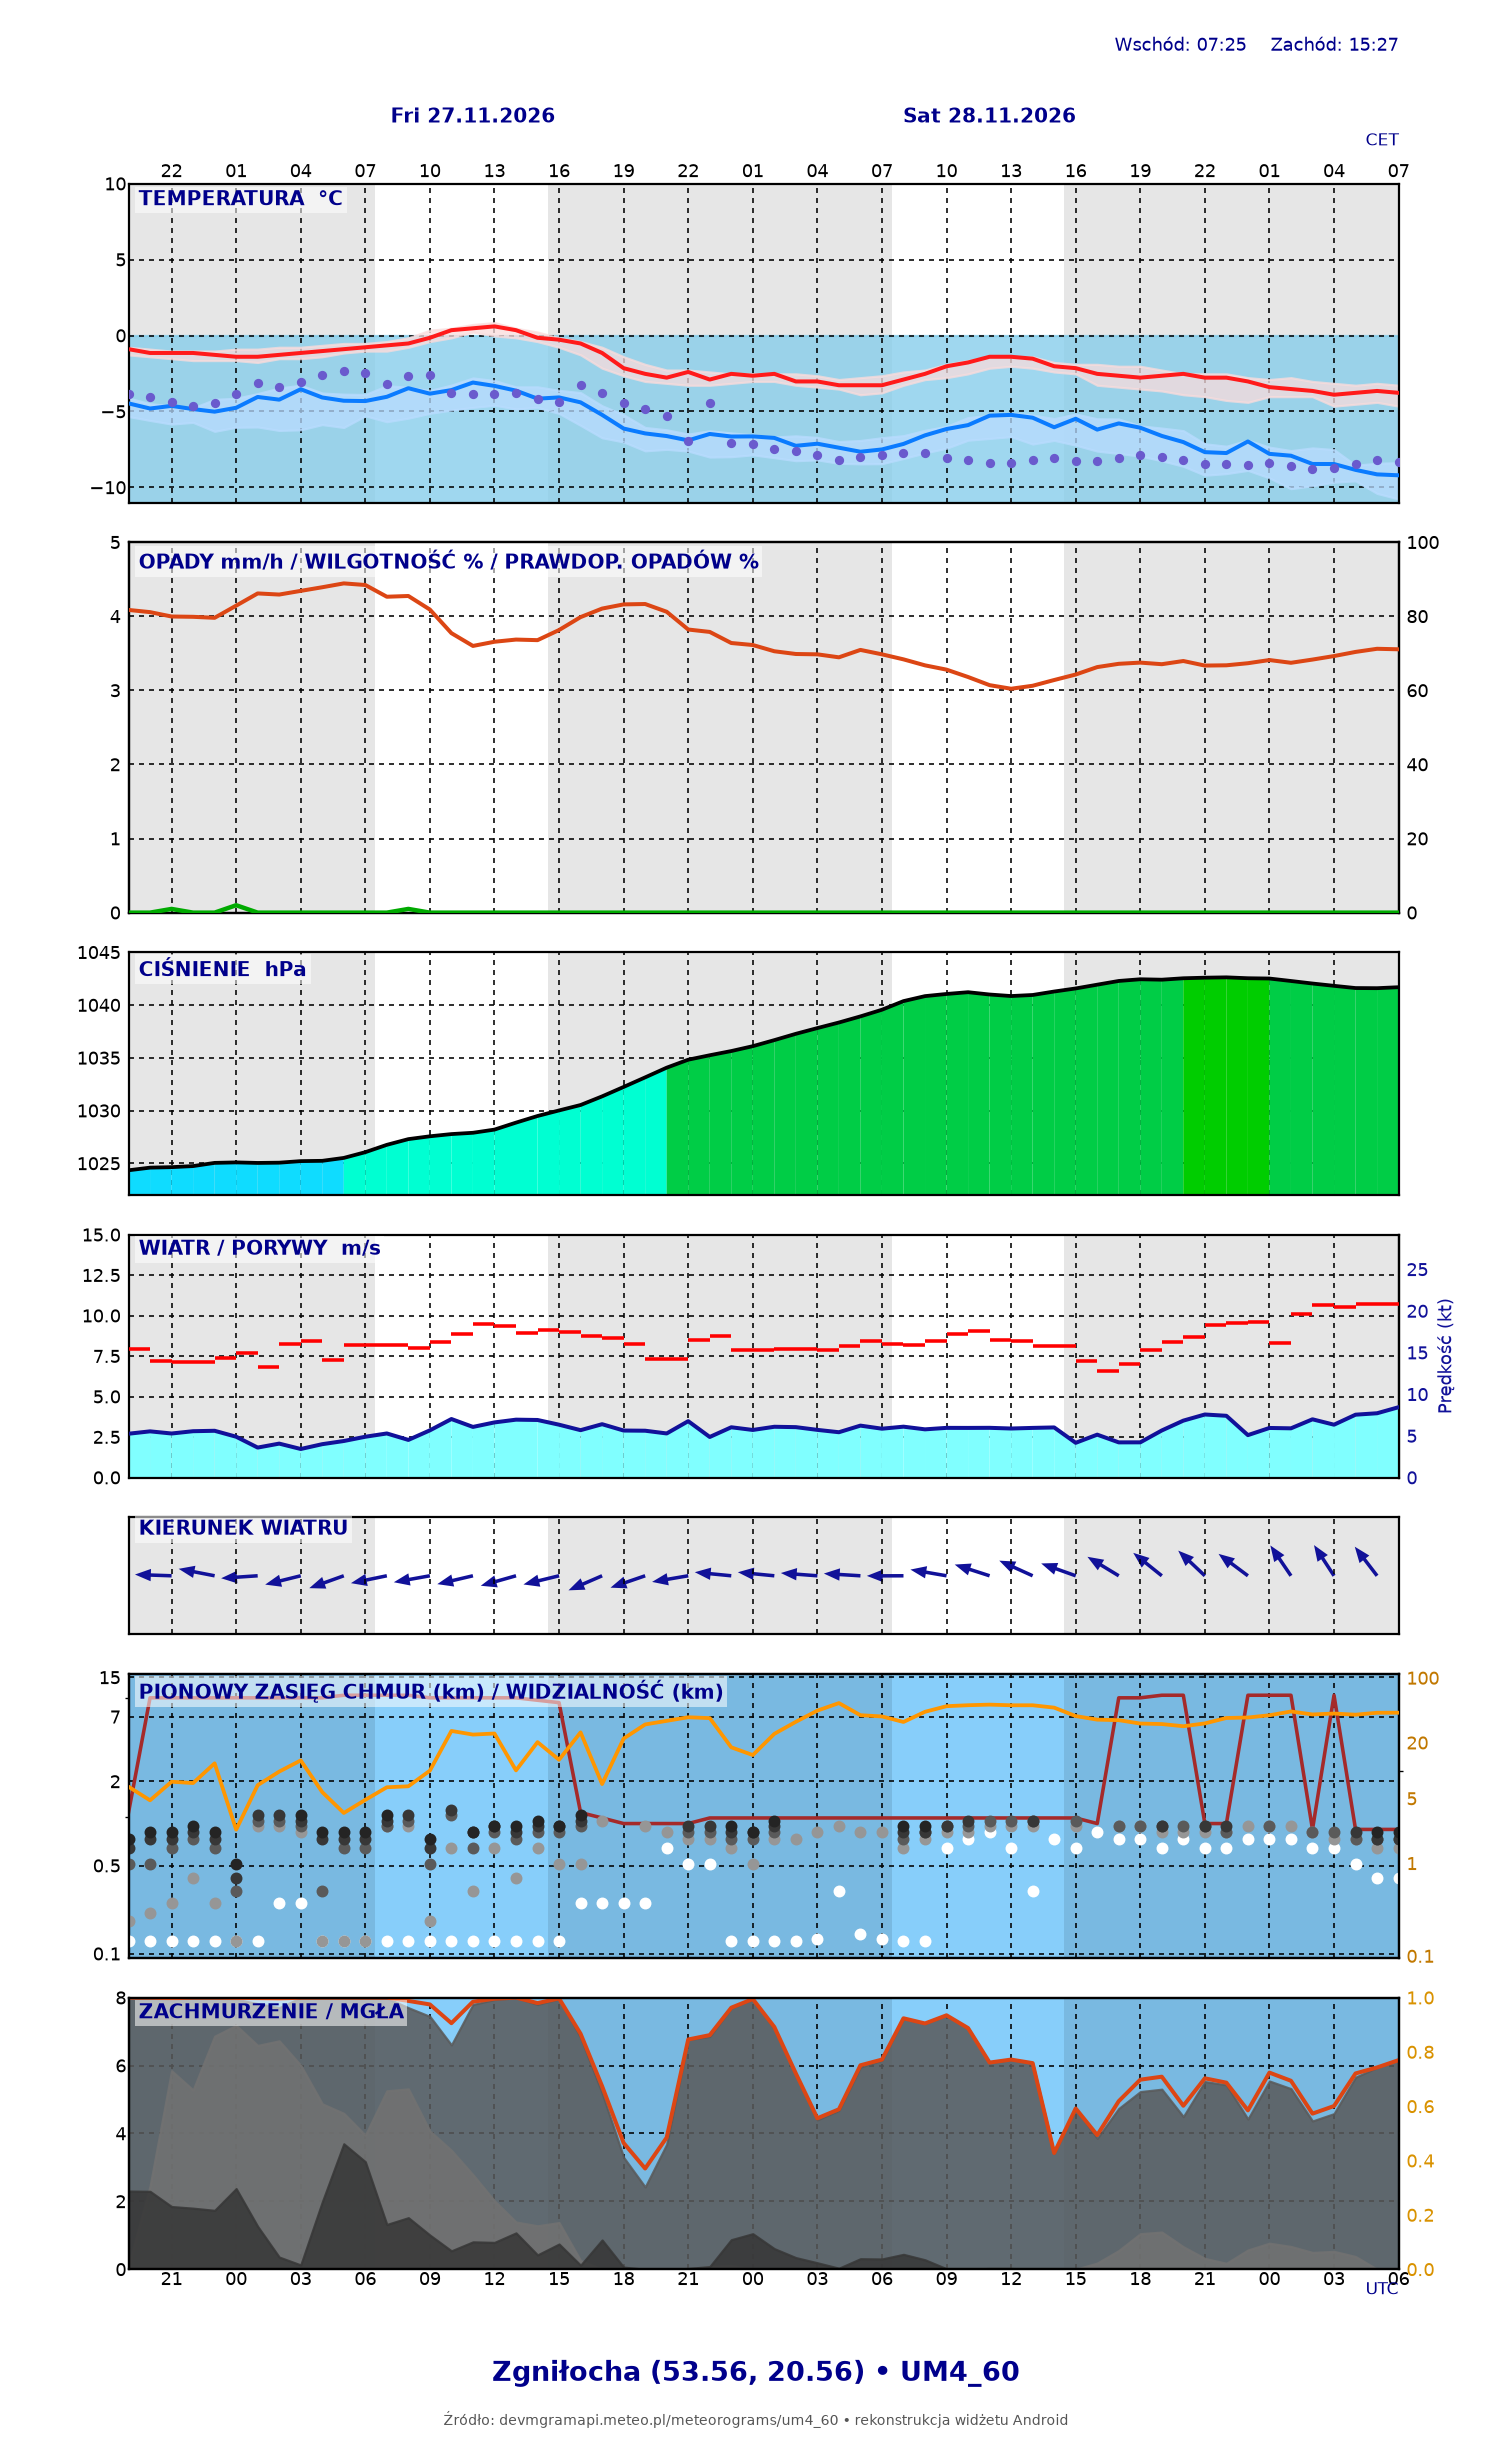 Wschód: 07:25    Zachód: 15:27
Fri 27.11.2026    Sat 28.11.2026
CET
22 01 04 07 10 13 16 19 22 01 04 07 10 13 16 19 22 01 04 07
TEMPERATURA °C
10
5
0
−5
−10
OPADY mm/h / WILGOTNOŚĆ % / PRAWDOP. OPADÓW %
5 100
4 80
3 60
2 40
1 20
0 0
CIŚNIENIE hPa
1045
1040
1035
1030
1025
WIATR / PORYWY m/s
15.0
12.5 25
10.0 20
7.5 15
5.0 10
2.5 5
0.0 0
Prędkość (kt)
KIERUNEK WIATRU
PIONOWY ZASIĘG CHMUR (km) / WIDZIALNOŚĆ (km)
15 100
7 20
2 5
0.5 1
0.1 0.1
ZACHMURZENIE / MGŁA
8 1.0
6 0.8
0.6
4 0.4
2 0.2
0 0.0
21 00 03 06 09 12 15 18 21 00 03 06 09 12 15 18 21 00 03 06
UTC
Zgniłocha (53.56, 20.56) • UM4_60
Źródło: devmgramapi.meteo.pl/meteorograms/um4_60 • rekonstrukcja widżetu Android